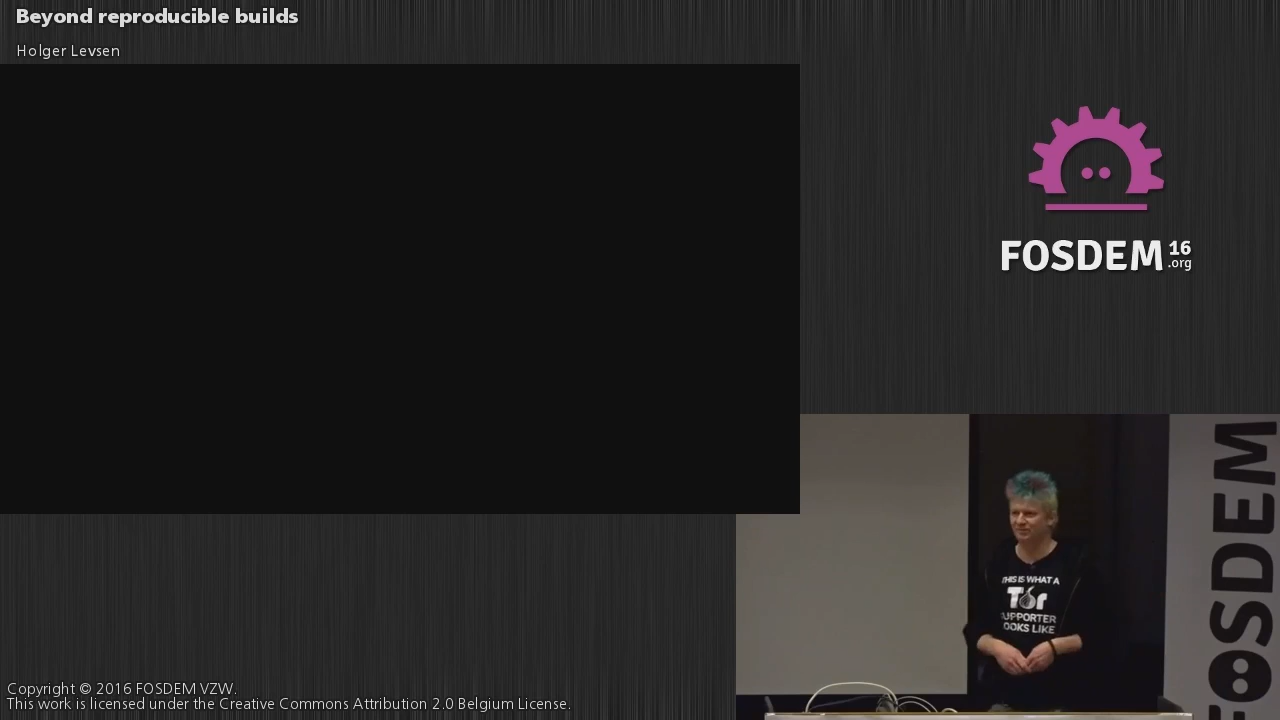 Beyond reproducible builds
Holger Levsen
FOSDEM 16
.org
THIS IS WHAT A
Tor
SUPPORTER
LOOKS LIKE
FOSDEM
Copyright © 2016 FOSDEM VZW.
This work is licensed under the Creative Commons Attribution 2.0 Belgium License.